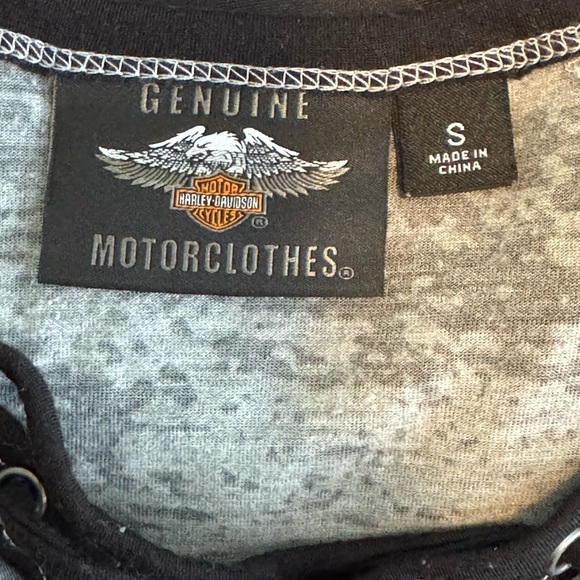 GENUINE
MOTOR
HARLEY-DAVIDSON
CYCLES
®
MOTORCLOTHES®
S
MADE IN
CHINA